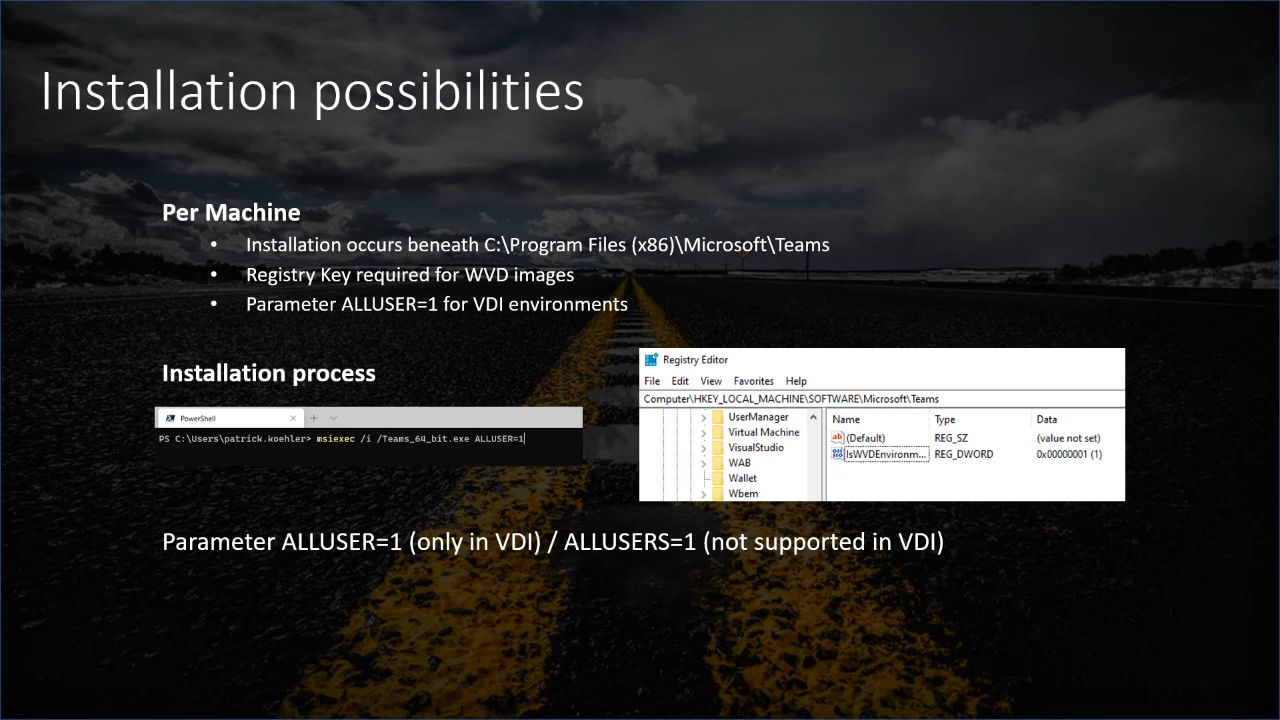 Installation possibilities
Per Machine
• Installation occurs beneath C:\Program Files (x86)\Microsoft\Teams
• Registry Key required for WVD images
• Parameter ALLUSER=1 for VDI environments
Installation process
PowerShell
PS C:\Users\patrick.koehler> msiexec /i /Teams_64_bit.exe ALLUSER=1
Registry Editor
File Edit View Favorites Help
Computer\HKEY_LOCAL_MACHINE\SOFTWARE\Microsoft\Teams
UserManager
Virtual Machine
VisualStudio
WAB
Wallet
Wbem
Name Type Data
(Default) REG_SZ (value not set)
IsWVDEnvironm... REG_DWORD 0x00000001 (1)
Parameter ALLUSER=1 (only in VDI) / ALLUSERS=1 (not supported in VDI)